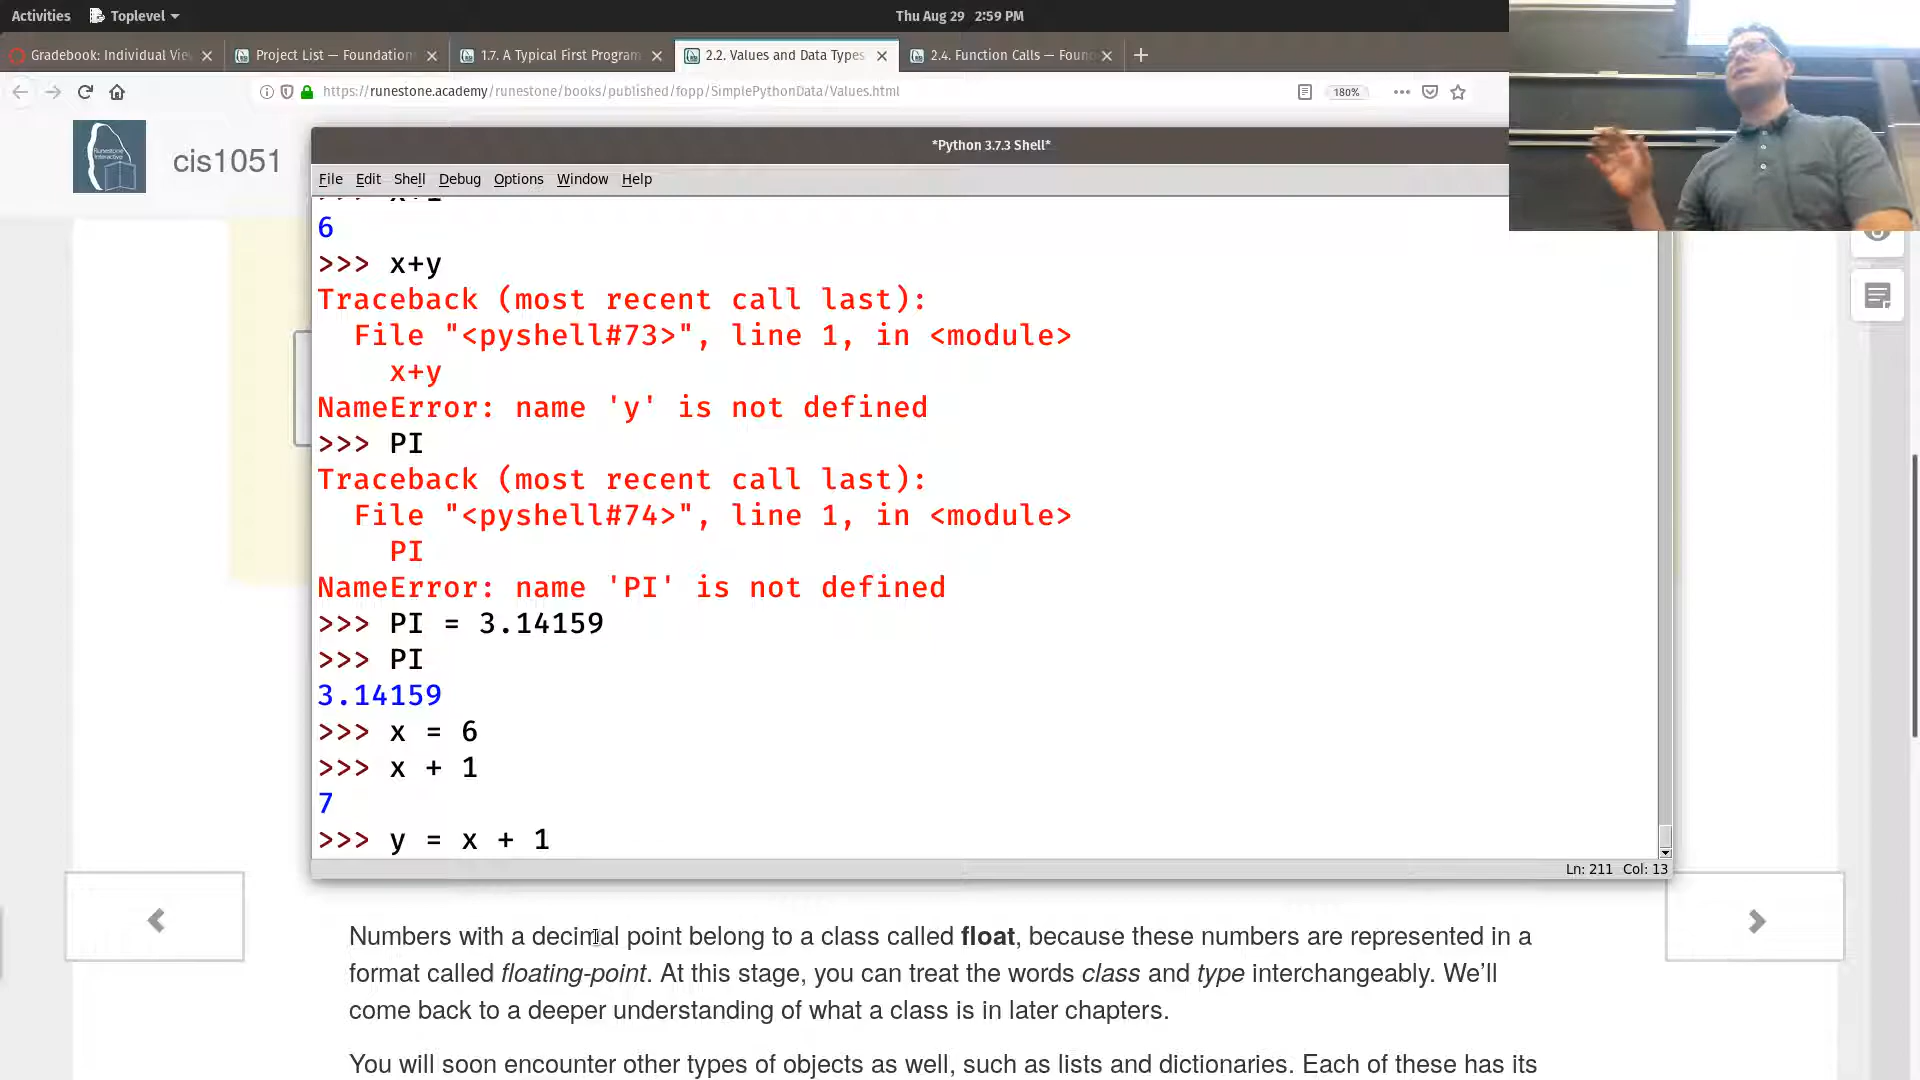 Activities
Toplevel
Thu Aug 29 2:59 PM
Gradebook: Individual Vie
Project List — Foundation
1.7. A Typical First Program
2.2. Values and Data Types
2.4. Function Calls — Found
https://runestone.academy/runestone/books/published/fopp/SimplePythonData/Values.html
180%
Runestone
Interactive
cis1051
*Python 3.7.3 Shell*
File Edit Shell Debug Options Window Help
>>> x+1
6
>>> x+y
Traceback (most recent call last):
File "<pyshell#73>", line 1, in <module>
x+y
NameError: name 'y' is not defined
>>> PI
Traceback (most recent call last):
File "<pyshell#74>", line 1, in <module>
PI
NameError: name 'PI' is not defined
>>> PI = 3.14159
>>> PI
3.14159
>>> x = 6
>>> x + 1
7
>>> y = x + 1
Ln: 211 Col: 13
Numbers with a decimal point belong to a class called float, because these numbers are represented in a
format called floating-point. At this stage, you can treat the words class and type interchangeably. We’ll
come back to a deeper understanding of what a class is in later chapters.
You will soon encounter other types of objects as well, such as lists and dictionaries. Each of these has its